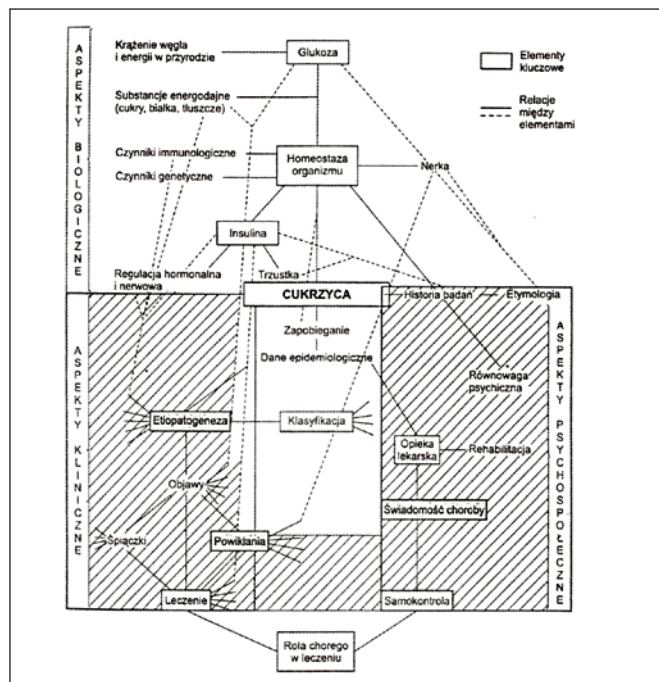 ASPEKTY BIOLOGICZNE
Krążenie węgla
i energii w przyrodzie
Glukoza
Elementy
kluczowe
Substancje energodajne
(cukry, białka, tłuszcze)
Relacje
między
elementami
Czynniki immunologiczne
Czynniki genetyczne
Homeostaza
organizmu
Nerka
Insulina
Regulacja hormonalna
i nerwowa
Trzustka
CUKRZYCA
Historia badań
Etymologia
ASPEKTY KLINICZNE
ASPEKTY PSYCHOSPOŁECZNE
Zapobieganie
Dane epidemiologiczne
Równowaga
psychiczna
Etiopatogeneza
Klasyfikacja
Opieka
lekarska
Rehabilitacja
Objawy
Świadomość choroby
Śpiączki
Powikłania
Leczenie
Samokontrola
Rola chorego
w leczeniu